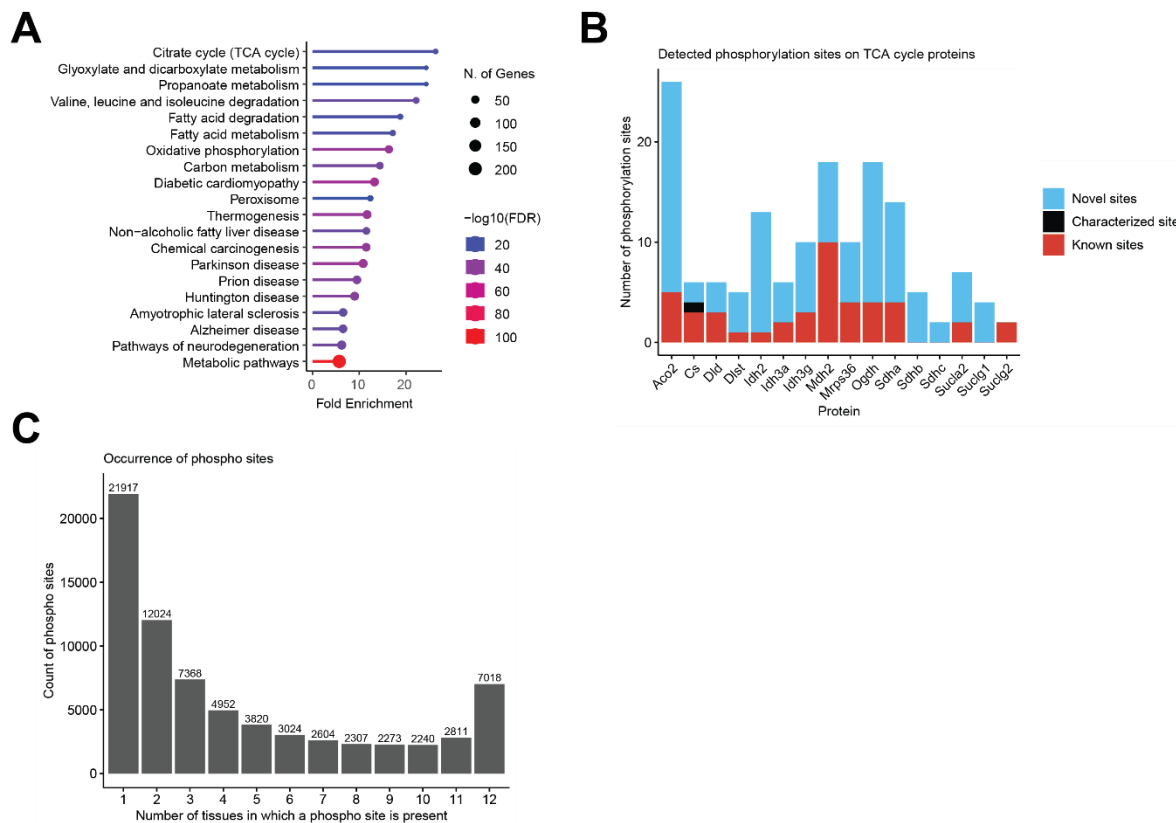 A
Citrate cycle (TCA cycle)
Glyoxylate and dicarboxylate metabolism
Propanoate metabolism
Valine, leucine and isoleucine degradation
Fatty acid degradation
Fatty acid metabolism
Oxidative phosphorylation
Carbon metabolism
Diabetic cardiomyopathy
Peroxisome
Thermogenesis
Non−alcoholic fatty liver disease
Chemical carcinogenesis
Parkinson disease
Prion disease
Huntington disease
Amyotrophic lateral sclerosis
Alzheimer disease
Pathways of neurodegeneration
Metabolic pathways
0 10 20
Fold Enrichment
N. of Genes
50
100
150
200
−log10(FDR)
20
40
60
80
100
B
Detected phosphorylation sites on TCA cycle proteins
Number of phosphorylation sites
20
10
0
Aco2 Cs Dld Dlst Idh2 Idh3a Idh3g Mdh2 Mrps36 Ogdh Sdha Sdhb Sdhc Sucla2 Suclg1 Suclg2
Protein
Novel sites
Characterized site
Known sites
C
Occurrence of phospho sites
Count of phospho sites
20000
15000
10000
5000
0
21917 12024 7368 4952 3820 3024 2604 2307 2273 2240 2811 7018
1 2 3 4 5 6 7 8 9 10 11 12
Number of tissues in which a phospho site is present